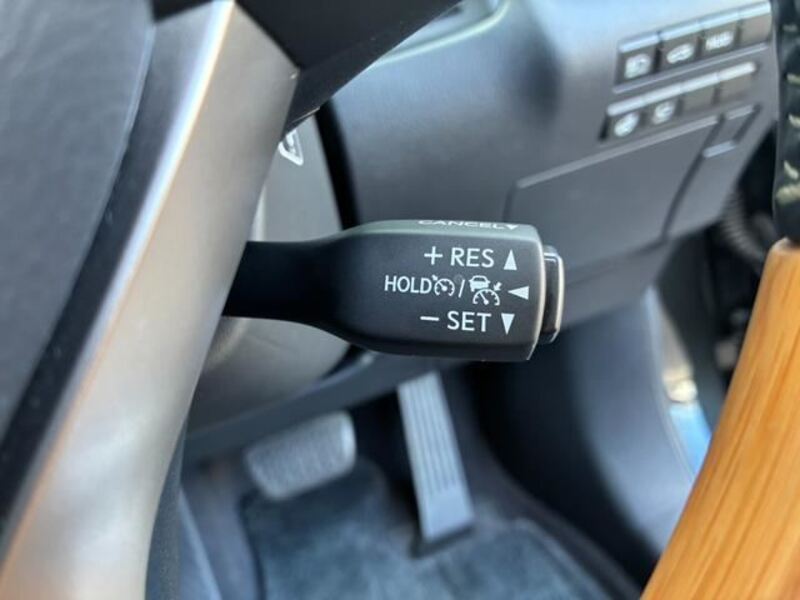 CANCEL▼
+ RES ▲
HOLD / ◀
− SET ▼